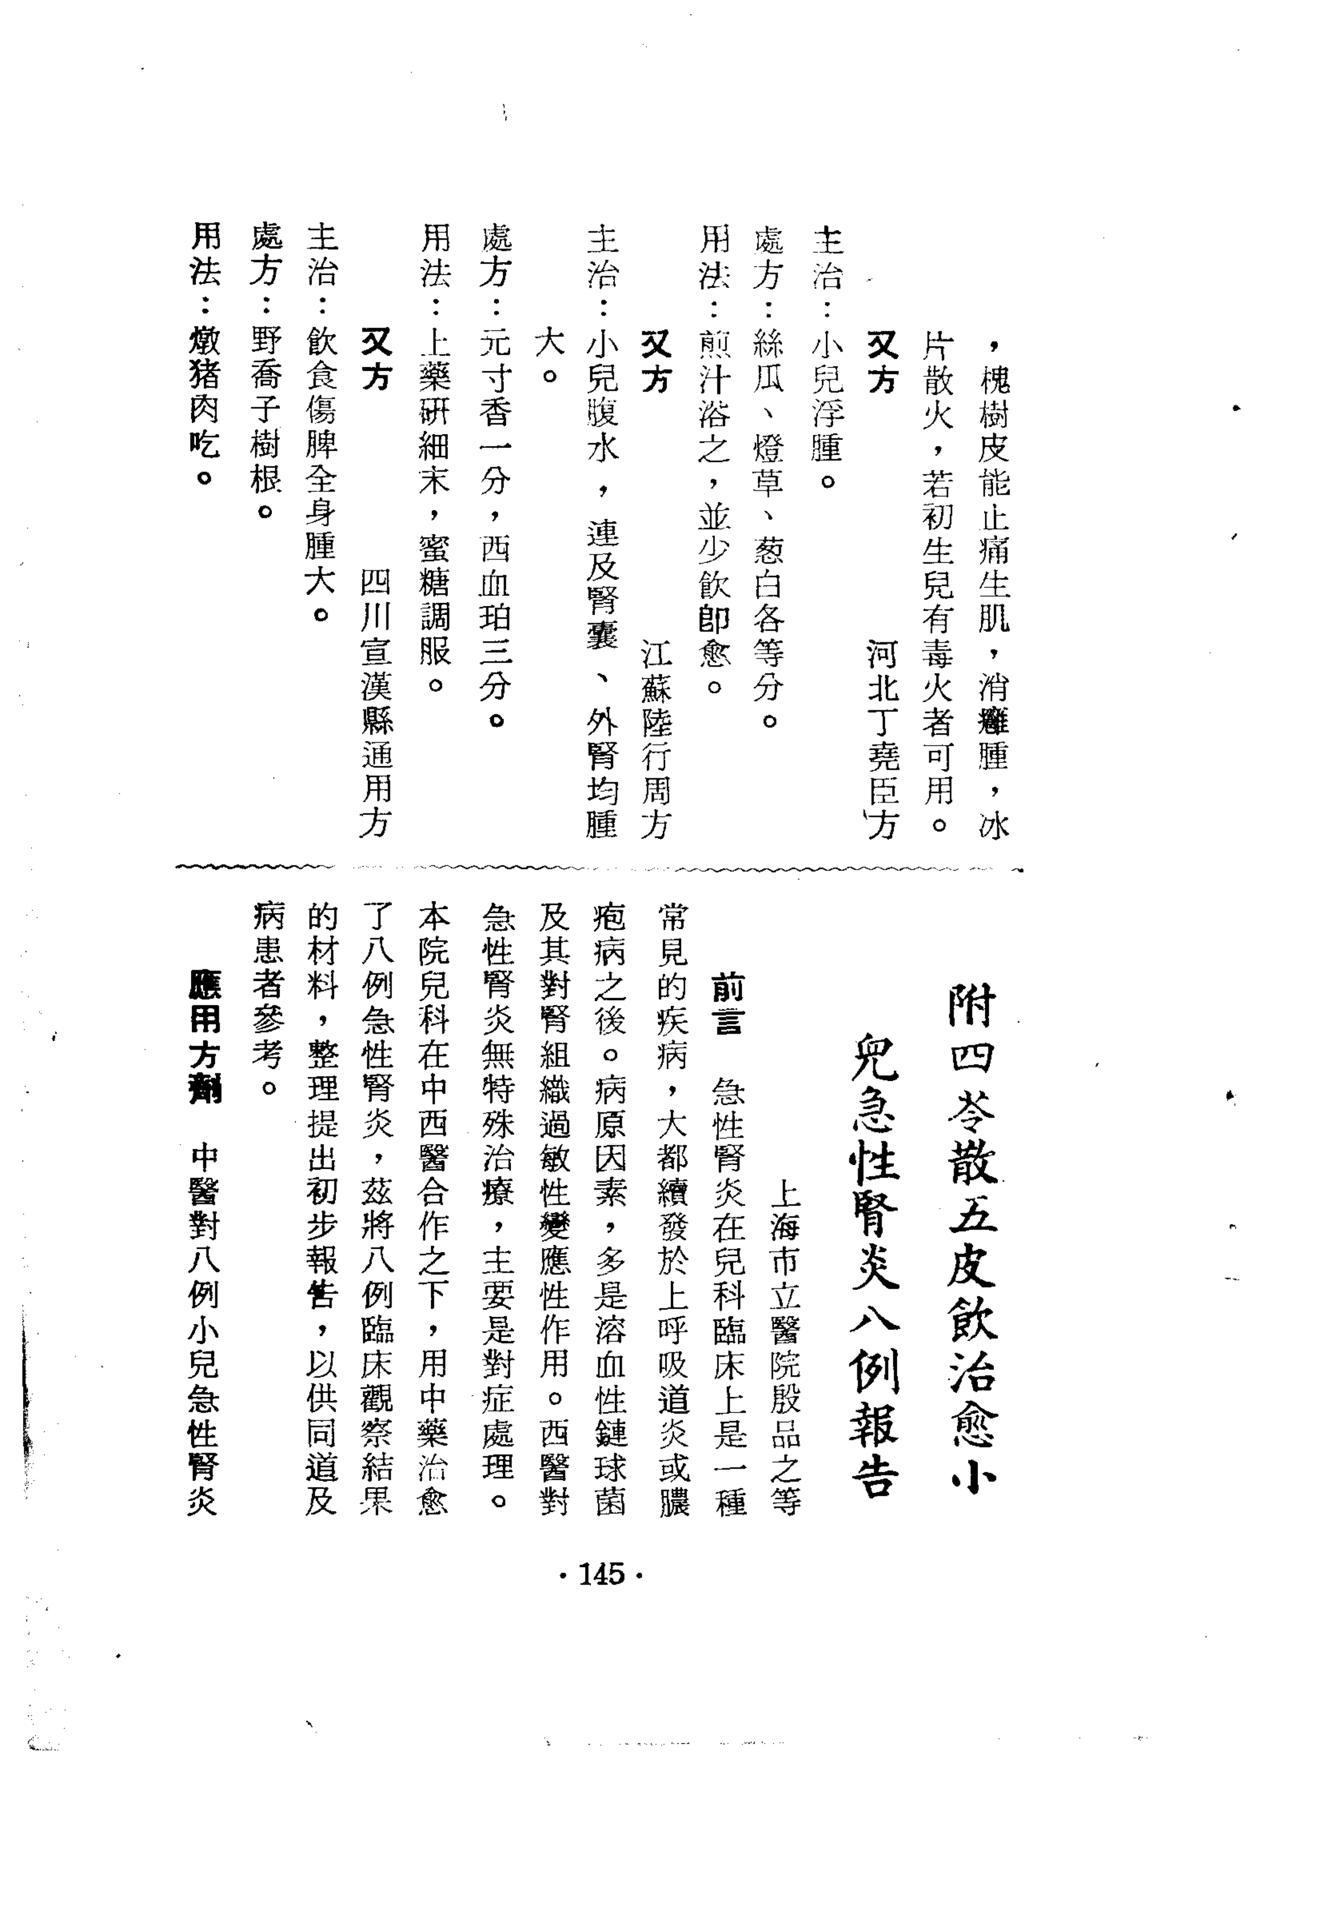 ，槐樹皮能止痛生肌，消癰腫，冰
片散火，若初生兒有毒火者可用。
又方　河北丁堯臣方
主治：小兒浮腫。
處方：絲瓜、燈草、葱白各等分。
用法：煎汁浴之，並少飲卽愈。
又方　江蘇陸行周方
主治：小兒腹水，連及腎囊、外腎均腫
大。
處方：元寸香一分，西血珀三分。
用法：上藥研細末，蜜糖調服。
又方　四川宣漢縣通用方
主治：飲食傷脾全身腫大。
處方：野喬子樹根。
用法：燉猪肉吃。
附四苓散五皮飲治愈小
兒急性腎炎八例報告
上海市立醫院殷品之等
前言　急性腎炎在兒科臨床上是一種
常見的疾病，大都續發於上呼吸道炎或膿
疱病之後。病原因素，多是溶血性鏈球菌
及其對腎組織過敏性變應性作用。西醫對
急性腎炎無特殊治療，主要是對症處理。
本院兒科在中西醫合作之下，用中藥治愈
了八例急性腎炎，茲將八例臨床觀察結果
的材料，整理提出初步報告，以供同道及
病患者參考。
應用方劑　中醫對八例小兒急性腎炎
·145·